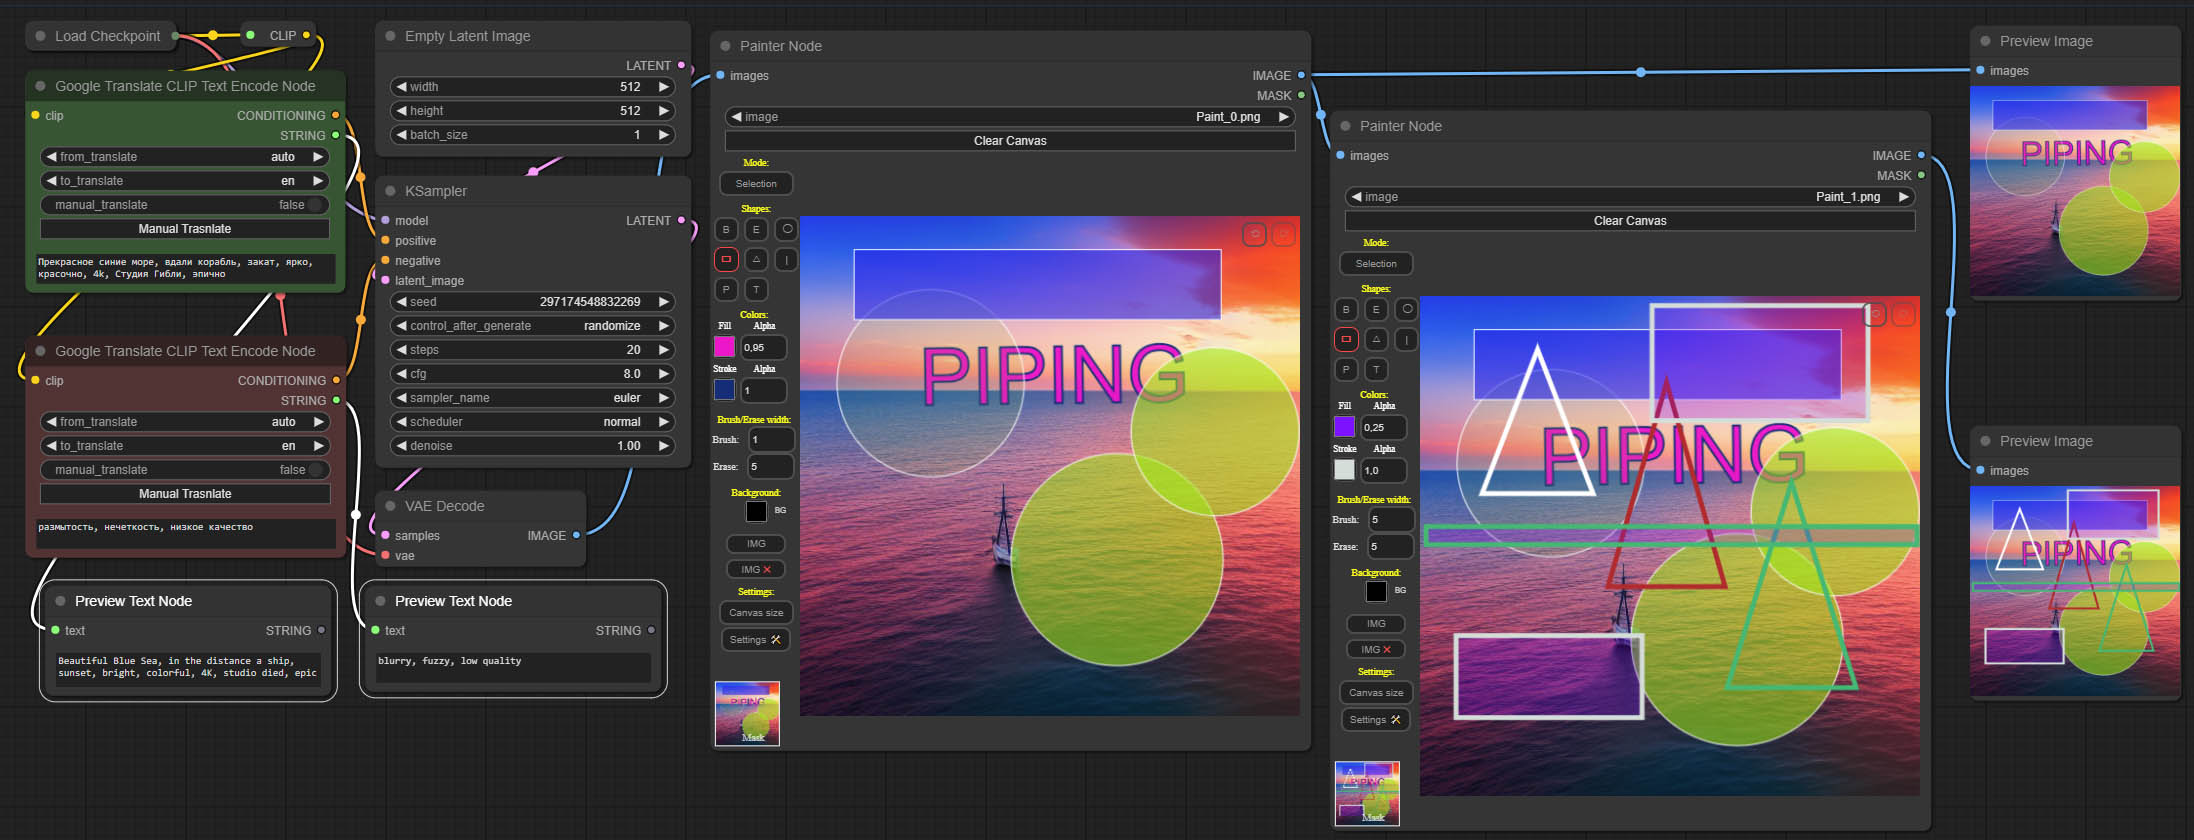 Load Checkpoint
CLIP
Google Translate CLIP Text Encode Node
clip
CONDITIONING
STRING
from_translate auto
to_translate en
manual_translate false
Manual Trasnlate
Прекрасное синие море, вдали корабль, закат, ярко,
красочно, 4k, Студия Гибли, эпично
Google Translate CLIP Text Encode Node
clip
CONDITIONING
STRING
from_translate auto
to_translate en
manual_translate false
Manual Trasnlate
размытость, нечеткость, низкое качество
Preview Text Node
text STRING
Beautiful Blue Sea, in the distance a ship,
sunset, bright, colorful, 4K, studio died, epic
Preview Text Node
text STRING
blurry, fuzzy, low quality
Empty Latent Image
LATENT
width 512
height 512
batch_size 1
KSampler
model LATENT
positive
negative
latent_image
seed 297174548832269
control_after_generate randomize
steps 20
cfg 8.0
sampler_name euler
scheduler normal
denoise 1.00
VAE Decode
samples IMAGE
vae
Painter Node
images IMAGE
MASK
image Paint_0.png
Clear Canvas
Mode:
Selection
Shapes:
B E
P T
Colors:
Fill Alpha
0,95
Stroke Alpha
1
Brush/Erase width:
Brush: 1
Erase: 5
Background:
BG
IMG
IMG
Settimgs:
Canvas size
Settings
PIPING
PIPING
Mask
Painter Node
images IMAGE
MASK
image Paint_1.png
Clear Canvas
Mode:
Selection
Shapes:
B E
P T
Colors:
Fill Alpha
0,25
Stroke Alpha
1,0
Brush/Erase width:
Brush: 5
Erase: 5
Background:
BG
IMG
IMG
Settimgs:
Canvas size
Settings
PIPING
PIPING
Mask
Preview Image
images
PIPING
Preview Image
images
PIPING